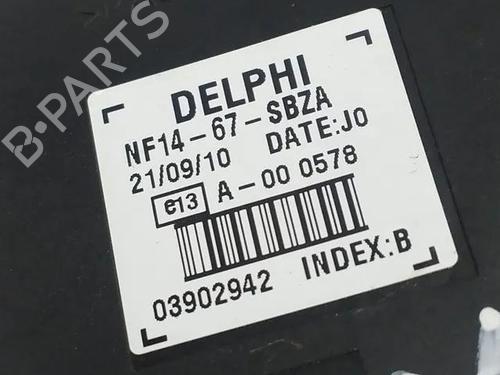 B-PARTS
DELPHI
NF14-67-SBZA
21/09/10 DATE:J0
e13 A-00 0578
03902942 INDEX:B